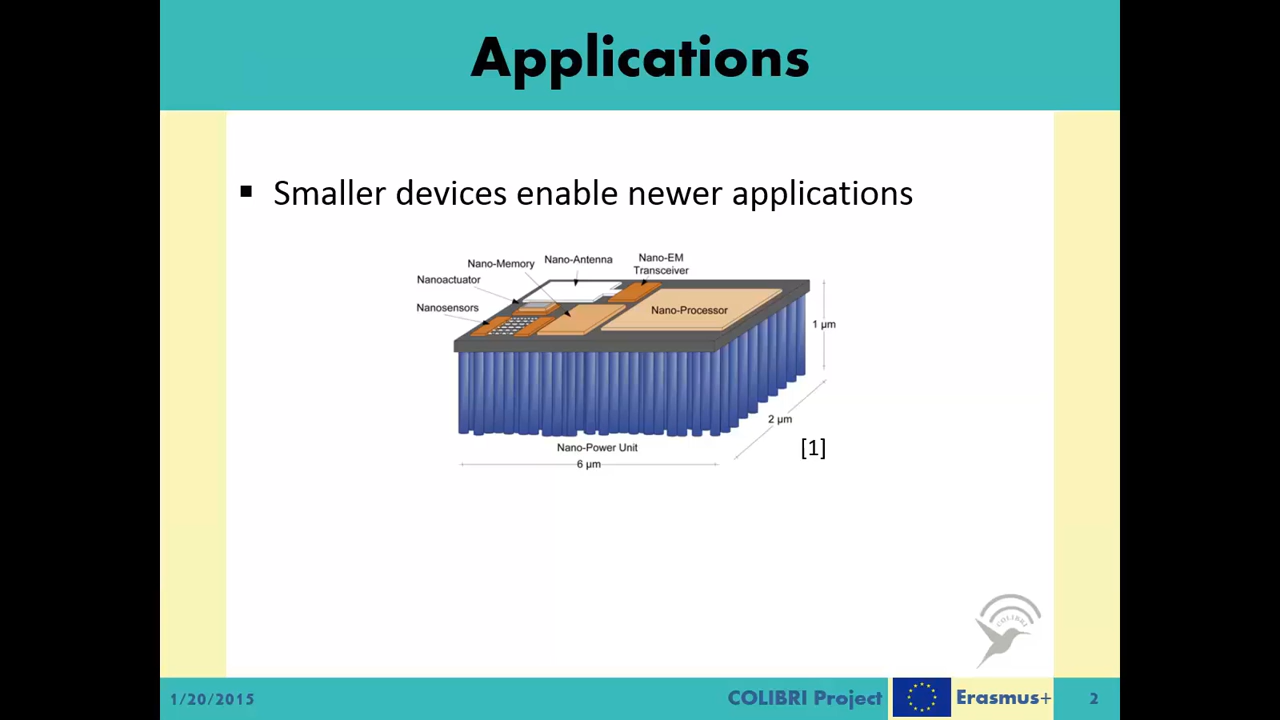 Applications
▪ Smaller devices enable newer applications
Nano-Memory
Nano-Antenna
Nano-EM
Transceiver
Nanoactuator
Nanosensors
Nano-Processor
1 µm
2 µm
[1]
Nano-Power Unit
6 µm
COLIBRI
1/20/2015
COLIBRI Project
Erasmus+
2